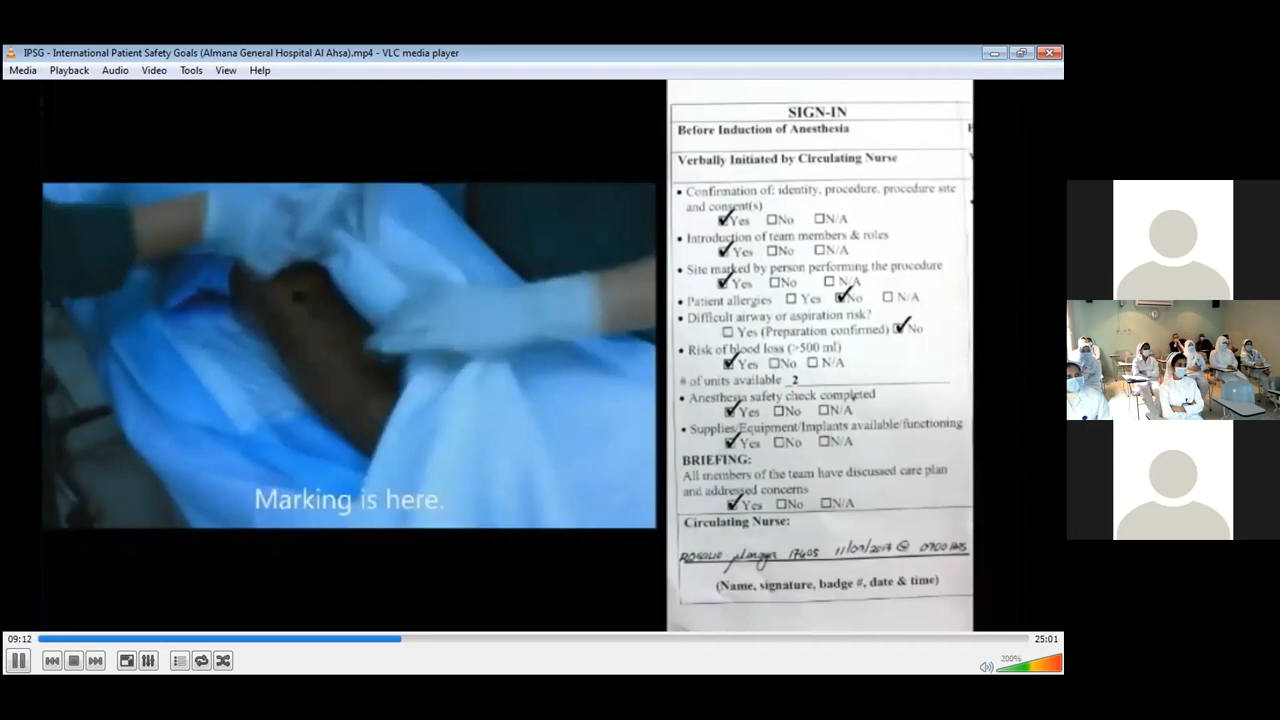 IPSG - International Patient Safety Goals (Almana General Hospital Al Ahsa).mp4 - VLC media player
Media Playback Audio Video Tools View Help
SIGN-IN
Before Induction of Anesthesia
Verbally Initiated by Circulating Nurse
• Confirmation of: identity, procedure, procedure site
and consent(s)
Yes No N/A
• Introduction of team members & roles
Yes No N/A
• Site marked by person performing the procedure
Yes No N/A
• Patient allergies Yes No N/A
• Difficult airway or aspiration risk?
Yes (Preparation confirmed) No
• Risk of blood loss (>500 ml)
Yes No N/A
# of units available 2
• Anesthesia safety check completed
Yes No N/A
• Supplies/Equipment/Implants available/functioning
Yes No N/A
BRIEFING:
All members of the team have discussed care plan
and addressed concerns
Yes No N/A
Circulating Nurse:
17405 @ 0700 HRS
(Name, signature, badge #, date & time)
Marking is here.
09:12
25:01
200%